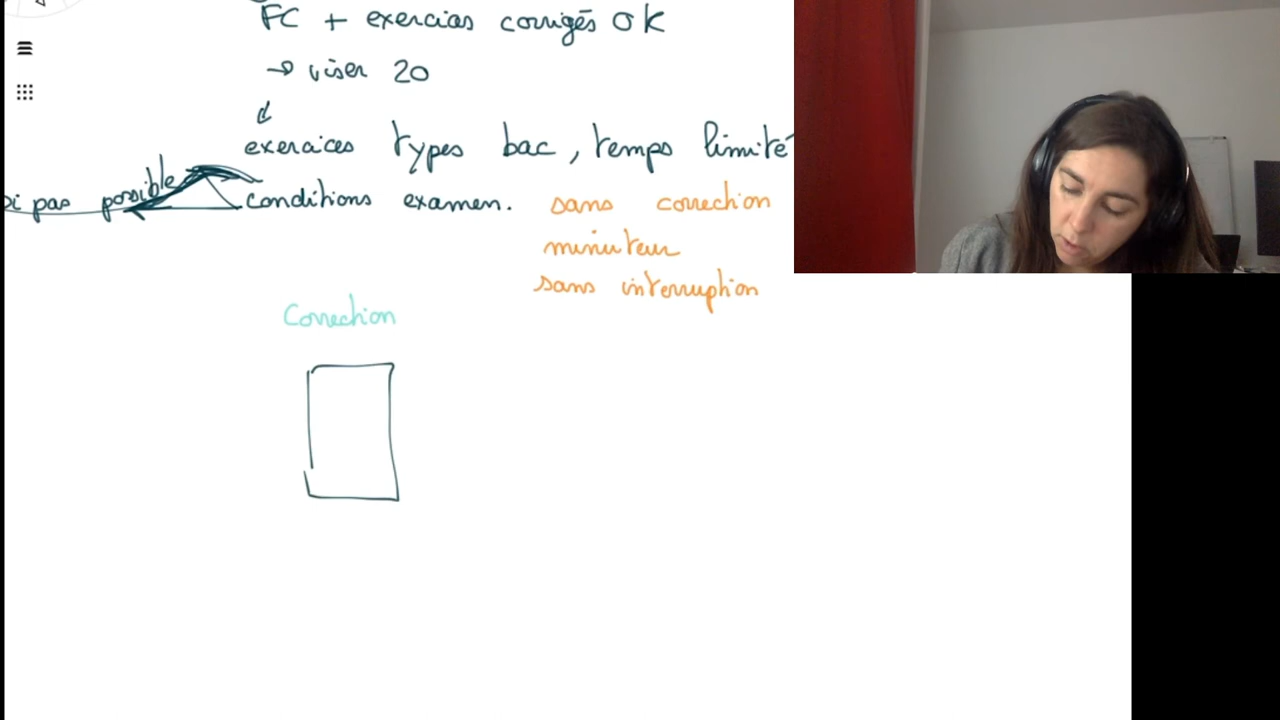 FC + exercices corrigés ok
→ viser 20
exercices types bac, temps limité
si pas possible conditions examen. sans correction
minuteur
sans interruption
Correction